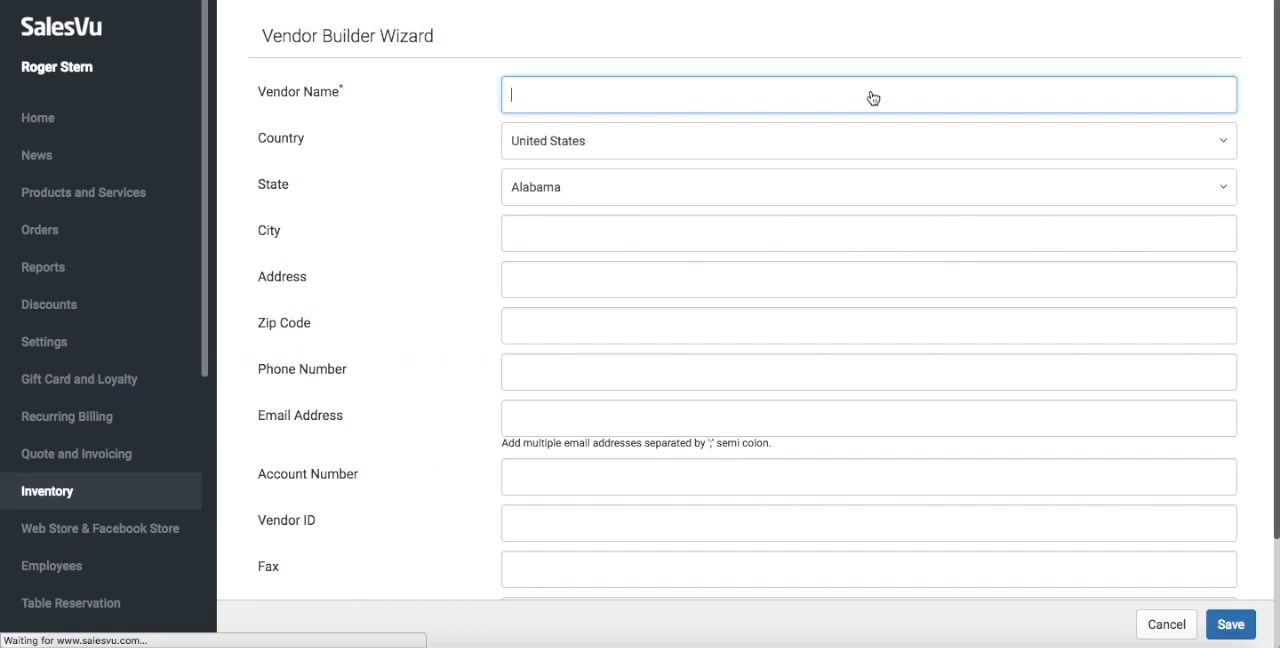 SalesVu
Roger Stern
Home
News
Products and Services
Orders
Reports
Discounts
Settings
Gift Card and Loyalty
Recurring Billing
Quote and Invoicing
Inventory
Web Store & Facebook Store
Employees
Table Reservation
Vendor Builder Wizard
Vendor Name*
Country United States
State Alabama
City
Address
Zip Code
Phone Number
Email Address
Add multiple email addresses separated by ';' semi colon.
Account Number
Vendor ID
Fax
Cancel Save
Waiting for www.salesvu.com...